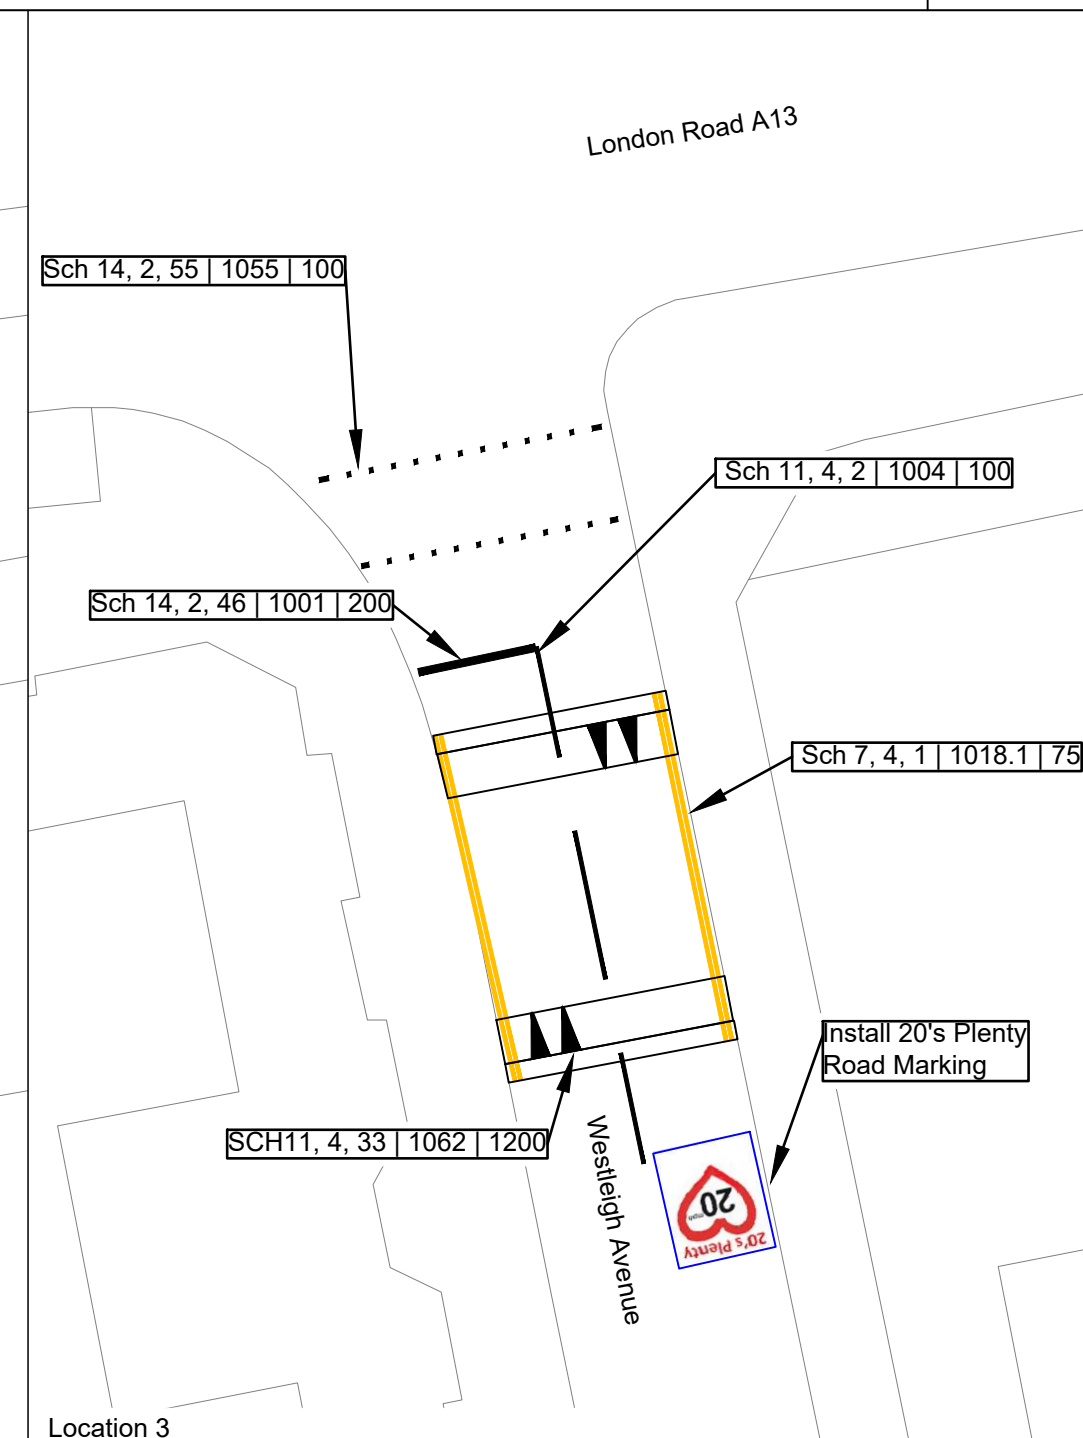 London Road A13
Sch 14, 2, 55 | 1055 | 100
Sch 11, 4, 2 | 1004 | 100
Sch 14, 2, 46 | 1001 | 200
Sch 7, 4, 1 | 1018.1 | 75
Install 20's Plenty
Road Marking
SCH11, 4, 33 | 1062 | 1200
Westleigh Avenue
20
mph
20's Plenty
Location 3